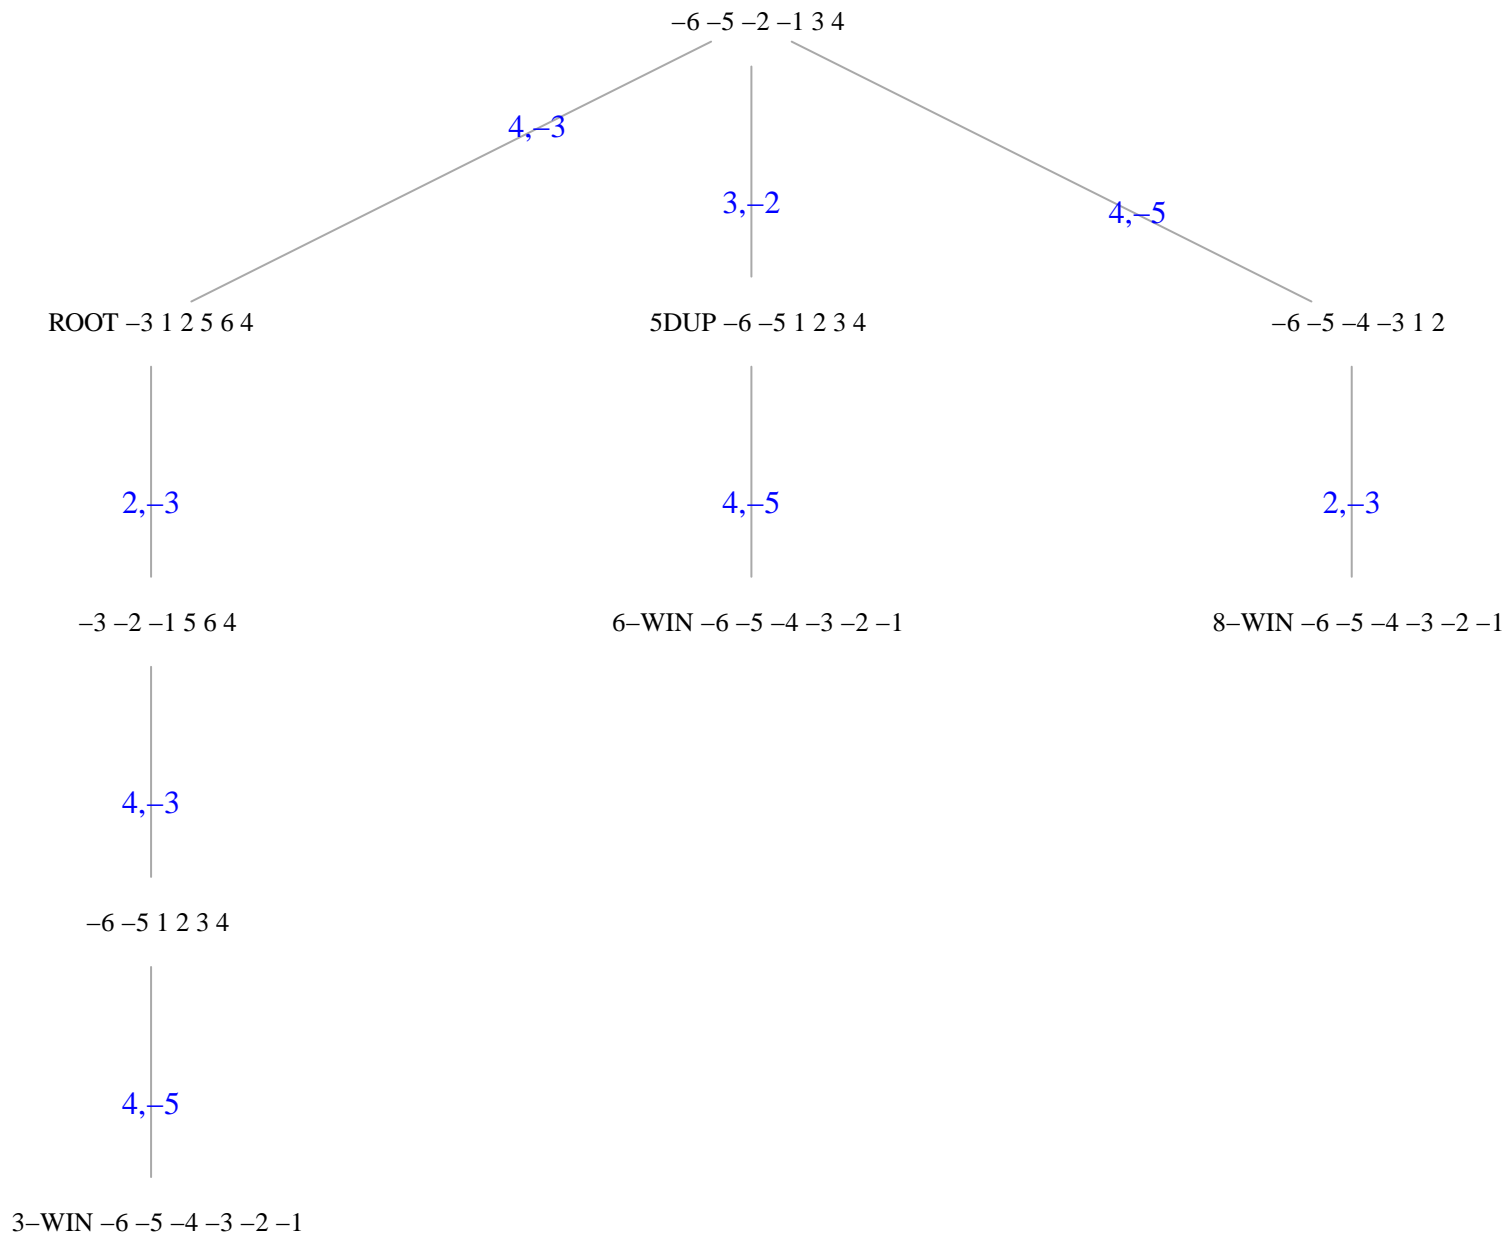 –6 –5 –2 –1 3 4
4,–3
3,–2
4,–5
ROOT –3 1 2 5 6 4
5DUP –6 –5 1 2 3 4
–6 –5 –4 –3 1 2
2,–3
4,–5
2,–3
–3 –2 –1 5 6 4
6–WIN –6 –5 –4 –3 –2 –1
8–WIN –6 –5 –4 –3 –2 –1
4,–3
–6 –5 1 2 3 4
4,–5
3–WIN –6 –5 –4 –3 –2 –1